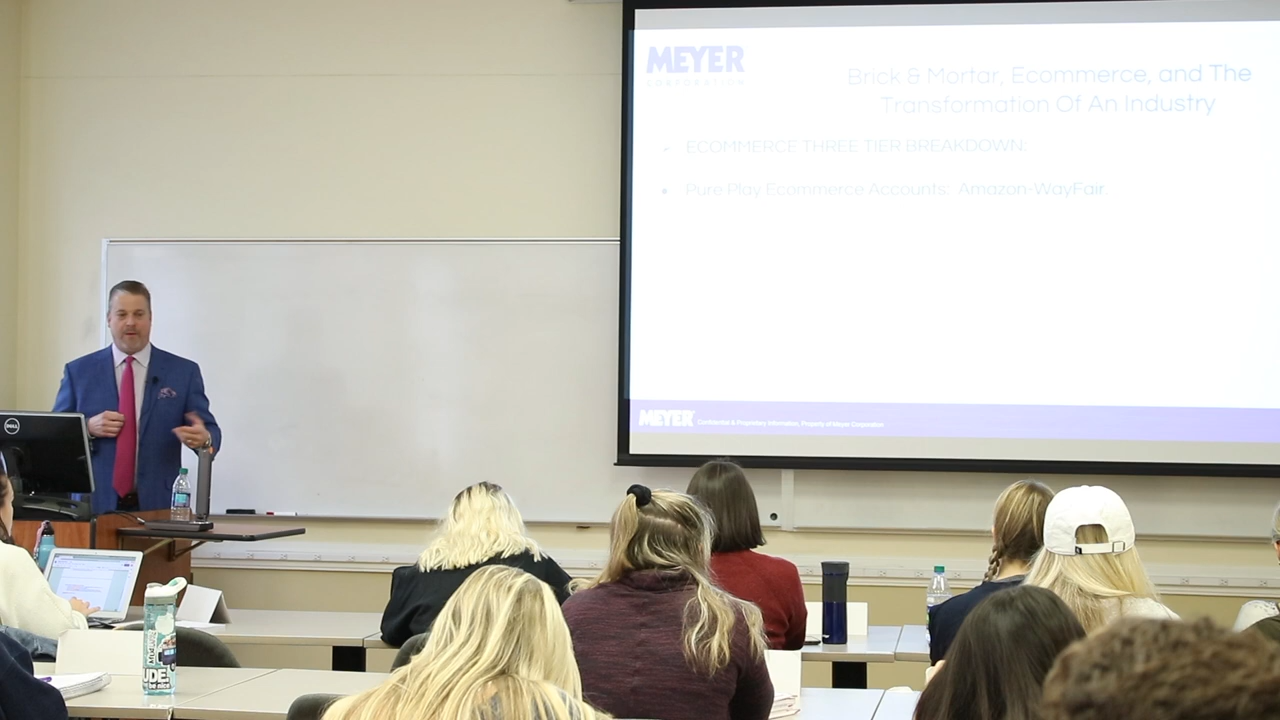 MEYER
CORPORATION
Brick & Mortar, Ecommerce, and The
Transformation Of An Industry
ECOMMERCE THREE TIER BREAKDOWN:
Pure Play Ecommerce Accounts: Amazon-WayFair,
MEYER
Confidential & Proprietary Information, Property of Meyer Corporation
DELL